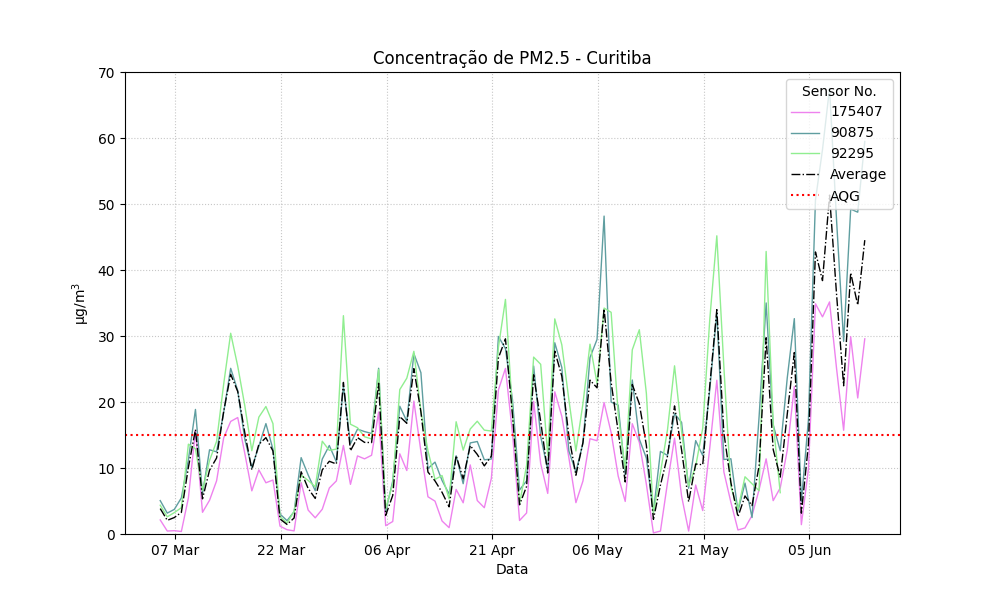 Concentração de PM2.5 - Curitiba
Sensor No.
175407
90875
92295
Average
AQG
70
60
50
40
30
20
10
0
µg/m³
07 Mar
22 Mar
06 Apr
21 Apr
06 May
21 May
05 Jun
Data